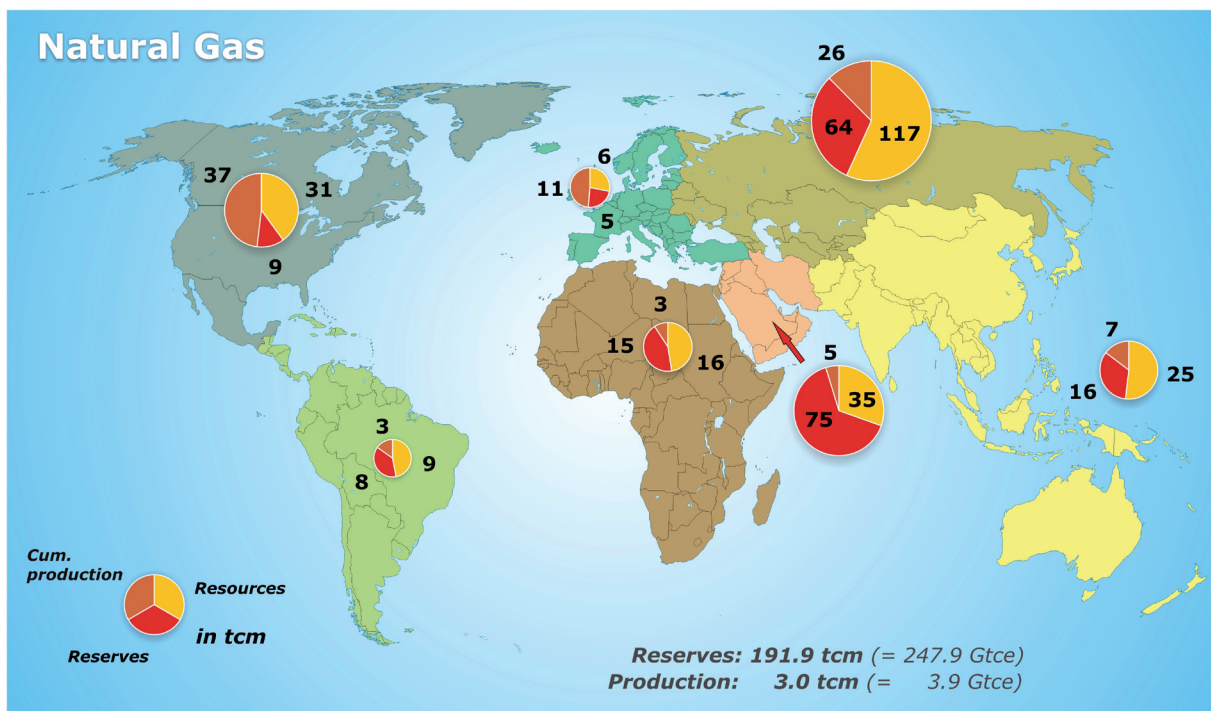 Natural Gas
26
64
117
6
11
5
37
31
9
3
15
16
5
35
75
7
16
25
3
8
9
Cum.
production
Resources
in tcm
Reserves
Reserves: 191.9 tcm (= 247.9 Gtce)
Production: 3.0 tcm (= 3.9 Gtce)